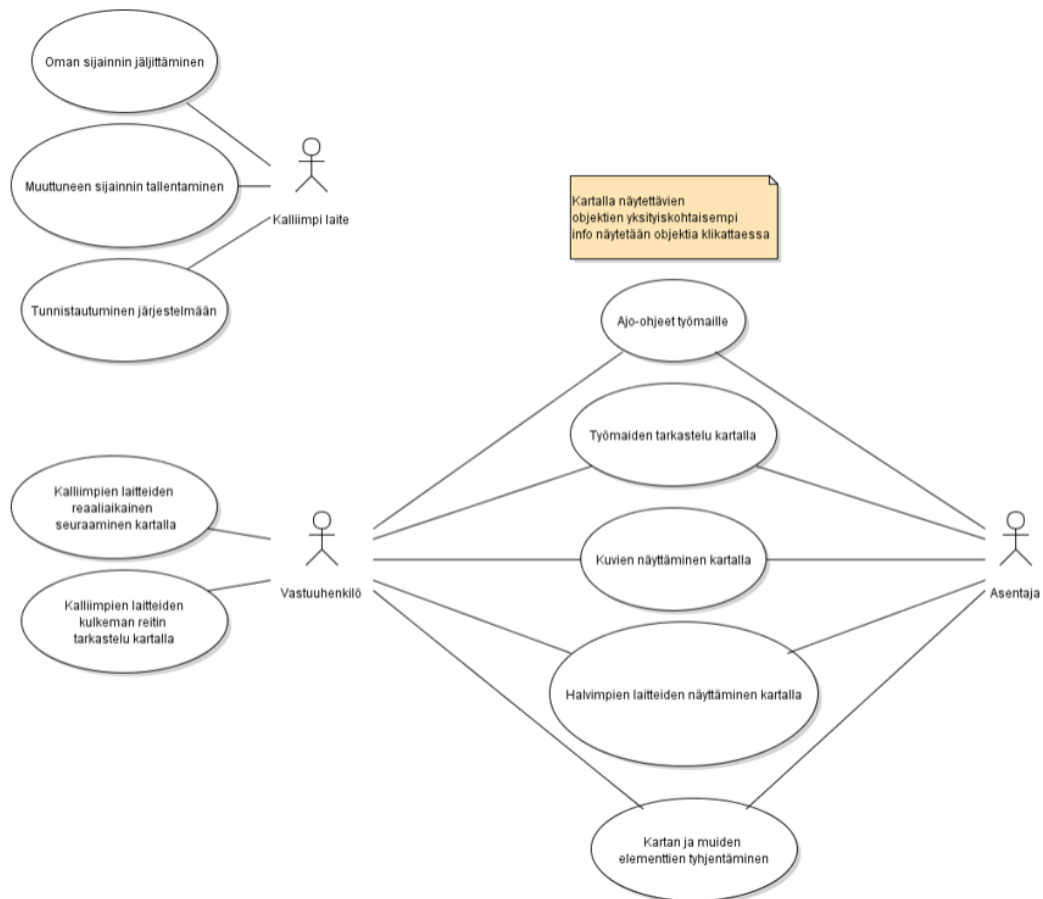 Oman sijainnin jäljittäminen
Muuttuneen sijainnin tallentaminen
Kalliimpi laite
Tunnistautuminen järjestelmään
Kartalla näytettävien
objektien yksityiskohtaisempi
info näytetään objektia klikattaessa
Ajo-ohjeet työmaille
Työmaiden tarkastelu kartalla
Kalliimpien laitteiden
reaaliaikainen
seuraaminen kartalla
Kuvien näyttäminen kartalla
Vastuuhenkilö
Asentaja
Kalliimpien laitteiden
kulkeman reitin
tarkastelu kartalla
Halvimpien laitteiden näyttäminen kartalla
Kartan ja muiden
elementtien tyhjentäminen